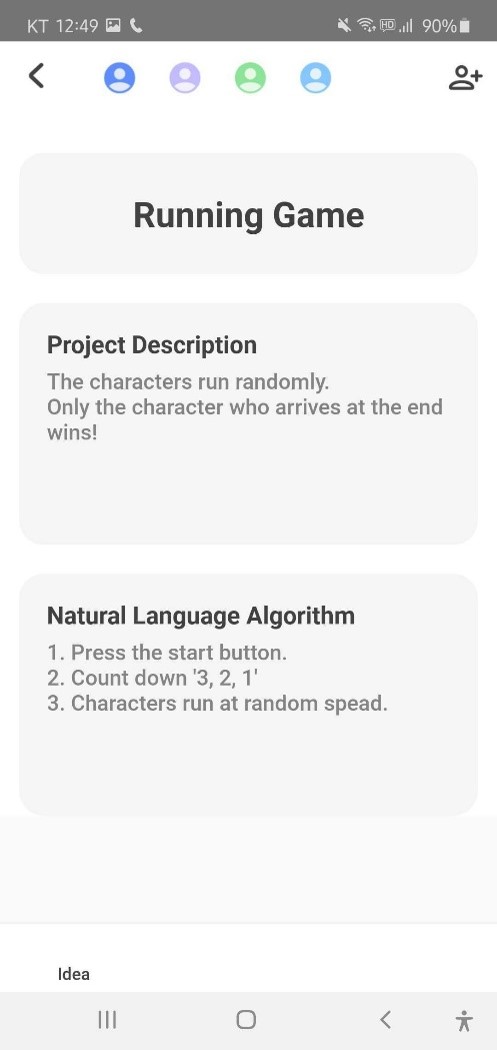 KT 12:49
HD 90%
Running Game
Project Description
The characters run randomly.
Only the character who arrives at the end
wins!
Natural Language Algorithm
1. Press the start button.
2. Count down '3, 2, 1'
3. Characters run at random spead.
Idea